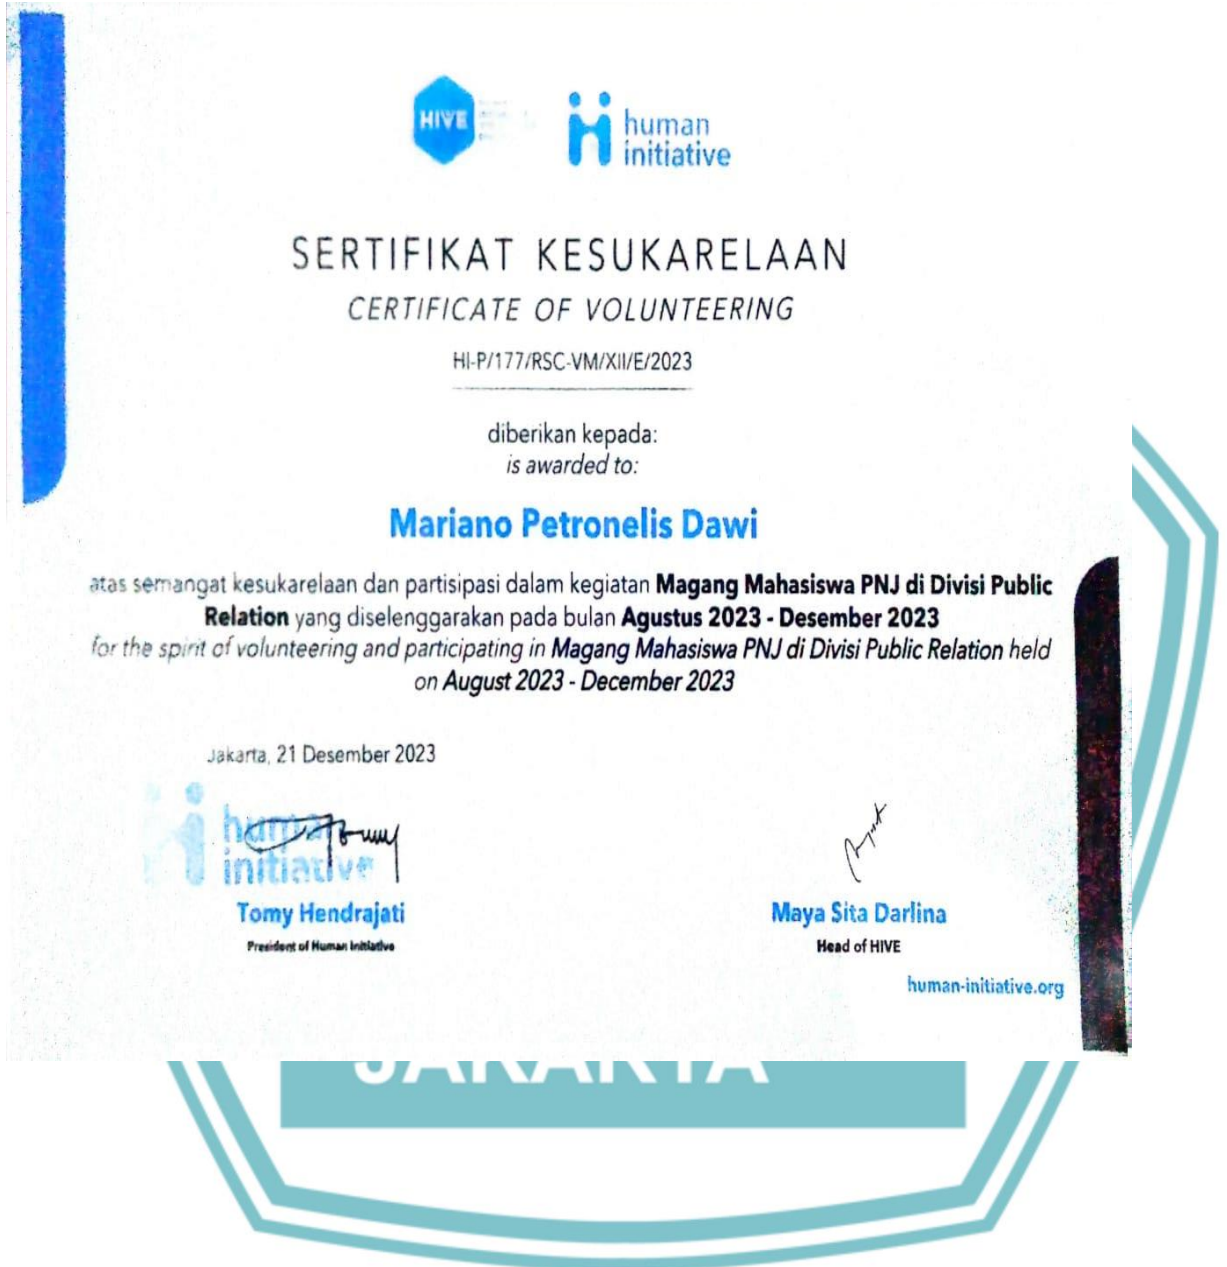 HIVE
human
initiative
SERTIFIKAT KESUKARELAAN
CERTIFICATE OF VOLUNTEERING
HI-P/177/RSC-VM/XII/E/2023
diberikan kepada:
is awarded to:
Mariano Petronelis Dawi
atas semangat kesukarelaan dan partisipasi dalam kegiatan Magang Mahasiswa PNJ di Divisi Public
Relation yang diselenggarakan pada bulan Agustus 2023 - Desember 2023
for the spirit of volunteering and participating in Magang Mahasiswa PNJ di Divisi Public Relation held
on August 2023 - December 2023
Jakarta, 21 Desember 2023
human
initiative
Tomy Hendrajati
President of Human Initiative
Maya Sita Darlina
Head of HIVE
human-initiative.org
JAKARTA